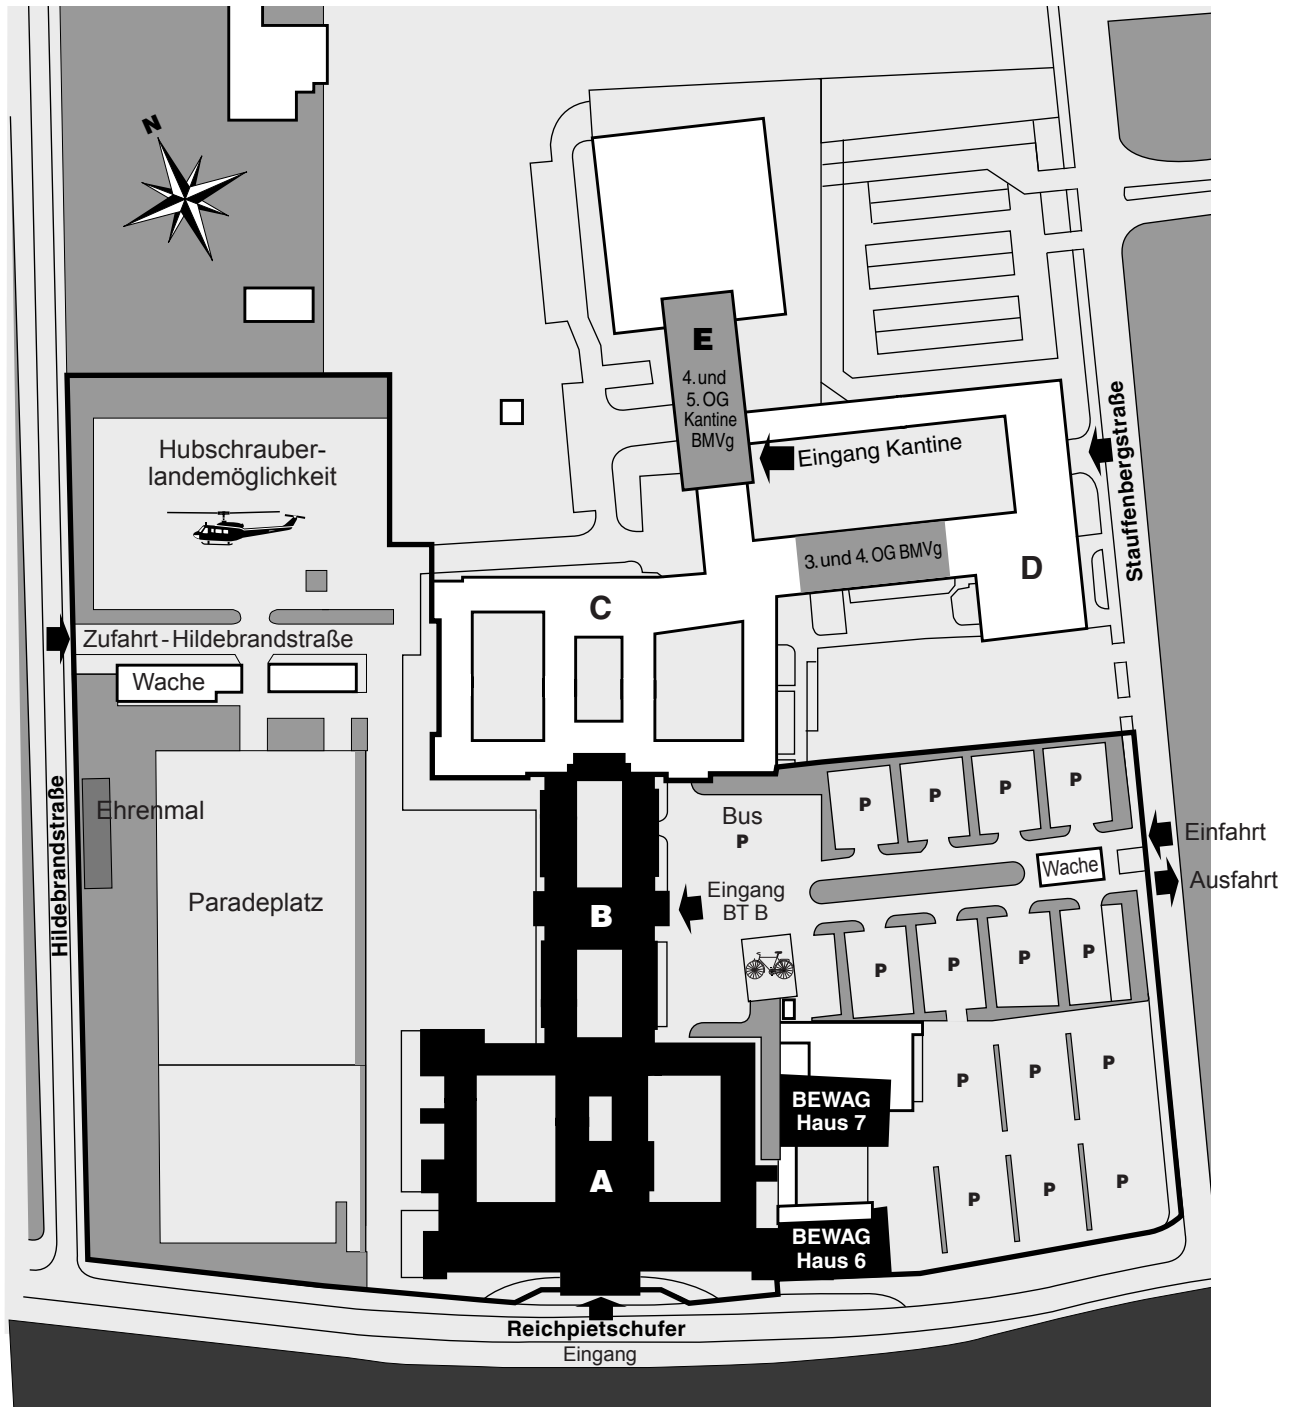 N
E
4. und
5. OG
Kantine
BMVg
Eingang Kantine
Stauffenbergstraße
Hubschrauber-
landemöglichkeit
3. und 4. OG BMVg
D
C
Zufahrt - Hildebrandstraße
Wache
Hildebrandstraße
Ehrenmal
Paradeplatz
Bus
P
P
P
P
P
Einfahrt
Wache
Ausfahrt
Eingang
BT B
B
P
P
P
P
P
P
P
BEWAG
Haus 7
A
P
P
P
BEWAG
Haus 6
Reichpietschufer
Eingang